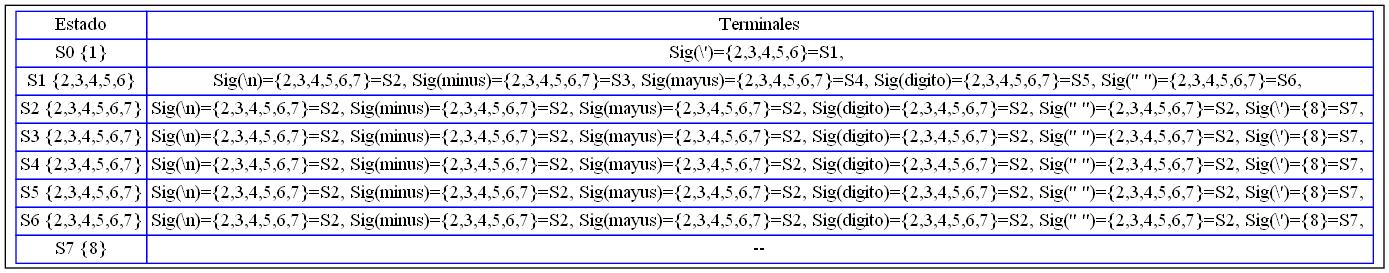 Estado Terminales
S0 {1} Sig(\')={2,3,4,5,6}=S1,
S1 {2,3,4,5,6} Sig(\n)={2,3,4,5,6,7}=S2, Sig(minus)={2,3,4,5,6,7}=S3, Sig(mayus)={2,3,4,5,6,7}=S4, Sig(digito)={2,3,4,5,6,7}=S5, Sig(" ")={2,3,4,5,6,7}=S6,
S2 {2,3,4,5,6,7} Sig(\n)={2,3,4,5,6,7}=S2, Sig(minus)={2,3,4,5,6,7}=S2, Sig(mayus)={2,3,4,5,6,7}=S2, Sig(digito)={2,3,4,5,6,7}=S2, Sig(" ")={2,3,4,5,6,7}=S2, Sig(\')={8}=S7,
S3 {2,3,4,5,6,7} Sig(\n)={2,3,4,5,6,7}=S2, Sig(minus)={2,3,4,5,6,7}=S2, Sig(mayus)={2,3,4,5,6,7}=S2, Sig(digito)={2,3,4,5,6,7}=S2, Sig(" ")={2,3,4,5,6,7}=S2, Sig(\')={8}=S7,
S4 {2,3,4,5,6,7} Sig(\n)={2,3,4,5,6,7}=S2, Sig(minus)={2,3,4,5,6,7}=S2, Sig(mayus)={2,3,4,5,6,7}=S2, Sig(digito)={2,3,4,5,6,7}=S2, Sig(" ")={2,3,4,5,6,7}=S2, Sig(\')={8}=S7,
S5 {2,3,4,5,6,7} Sig(\n)={2,3,4,5,6,7}=S2, Sig(minus)={2,3,4,5,6,7}=S2, Sig(mayus)={2,3,4,5,6,7}=S2, Sig(digito)={2,3,4,5,6,7}=S2, Sig(" ")={2,3,4,5,6,7}=S2, Sig(\')={8}=S7,
S6 {2,3,4,5,6,7} Sig(\n)={2,3,4,5,6,7}=S2, Sig(minus)={2,3,4,5,6,7}=S2, Sig(mayus)={2,3,4,5,6,7}=S2, Sig(digito)={2,3,4,5,6,7}=S2, Sig(" ")={2,3,4,5,6,7}=S2, Sig(\')={8}=S7,
S7 {8} --